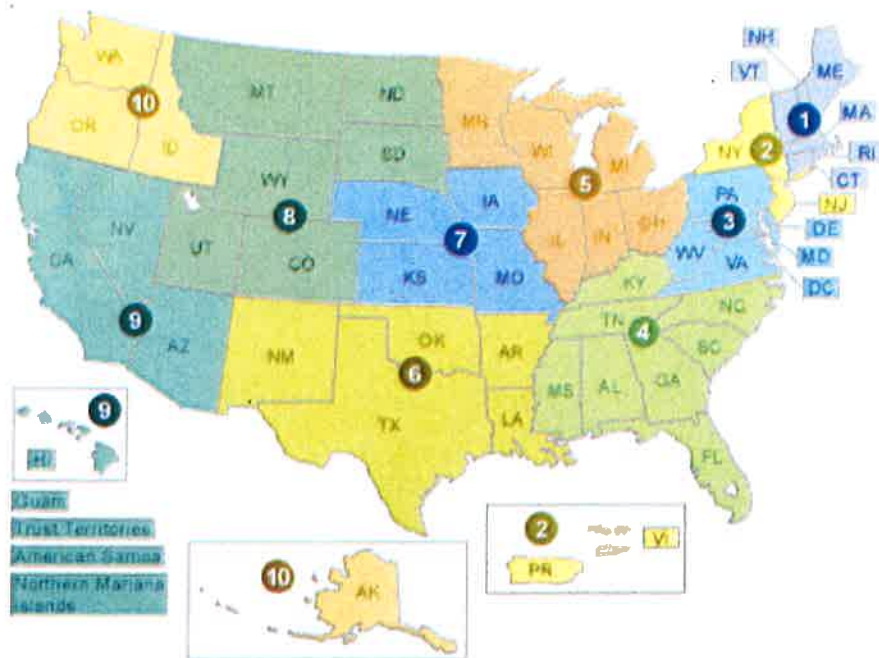 NH
VT
ME
WA
MT
ND
MN
10
1
MA
OR
ID
WI
MI
NY
2
RI
SD
CT
WY
5
PA
NJ
IA
NE
8
3
DE
NV
7
IL
IN
OH
MD
UT
CO
WV
VA
CA
KS
MO
DC
KY
NC
9
TN
4
OK
AZ
NM
AR
SC
6
MS
AL
GA
9
TX
LA
HI
FL
Guam
2
Trust Territories
VI
American Samoa
10
PR
Northern Mariana
Islands
AK